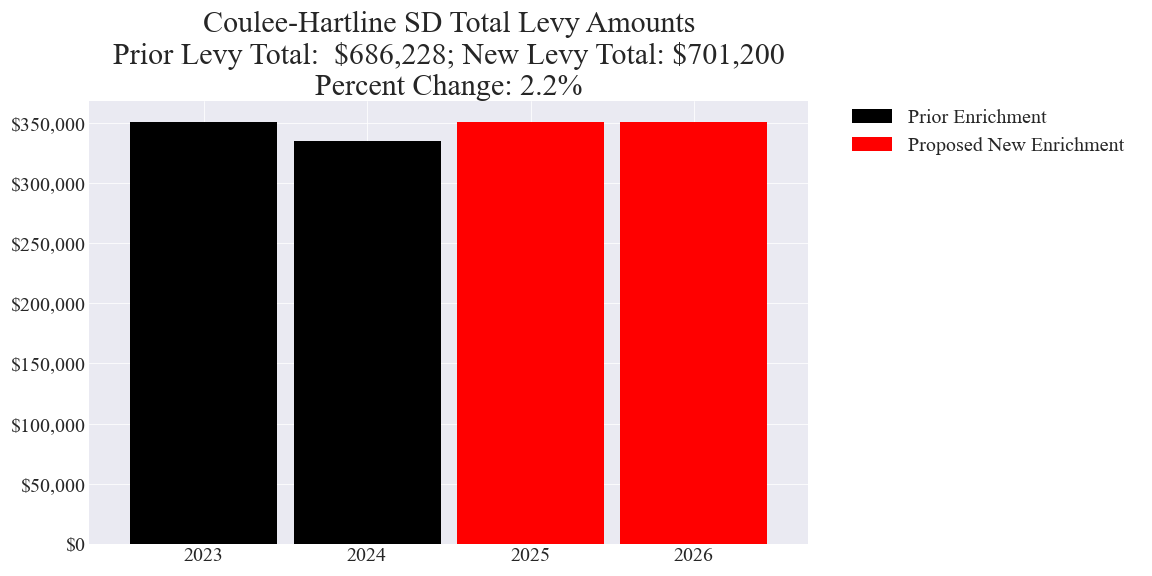 Coulee-Hartline SD Total Levy Amounts
Prior Levy Total:  $686,228; New Levy Total: $701,200
Percent Change: 2.2%
Prior Enrichment
Proposed New Enrichment
$350,000
$300,000
$250,000
$200,000
$150,000
$100,000
$50,000
$0
2023 2024 2025 2026